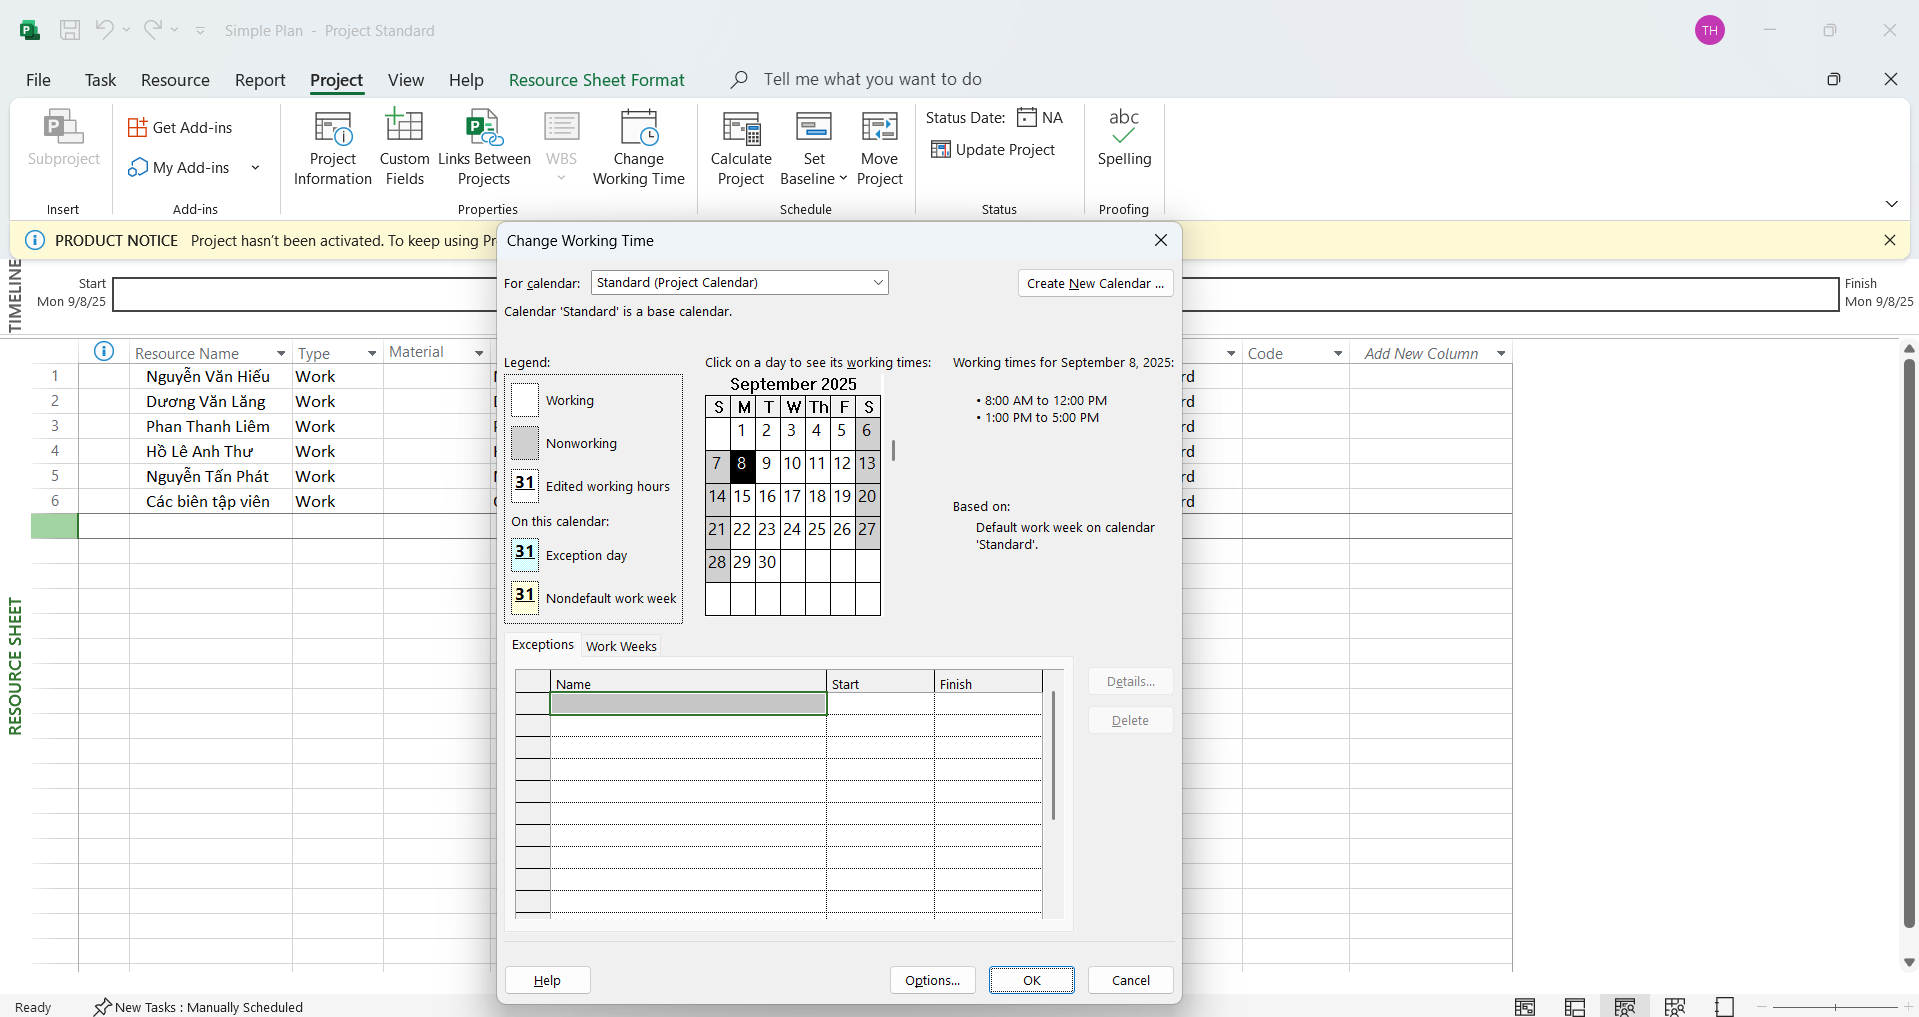 Simple Plan - Project Standard
TH
File Task Resource Report Project View Help Resource Sheet Format Tell me what you want to do
Subproject
Insert
Get Add-ins
My Add-ins
Add-ins
Project Information
Custom Fields
Links Between Projects
WBS
Change Working Time
Properties
Calculate Project
Set Baseline
Move Project
Schedule
Status Date: NA
Update Project
Status
abc
Spelling
Proofing
PRODUCT NOTICE Project hasn't been activated. To keep using
TIMELINE
Start
Mon 9/8/25
Finish
Mon 9/8/25
RESOURCE SHEET
Resource Name Type Material Code Add New Column
1 Nguyễn Văn Hiếu Work
2 Dương Văn Lăng Work
3 Phan Thanh Liêm Work
4 Hồ Lê Anh Thư Work
5 Nguyễn Tấn Phát Work
6 Các biên tập viên Work
Change Working Time
For calendar: Standard (Project Calendar) Create New Calendar ...
Calendar 'Standard' is a base calendar.
Legend:
Working
Nonworking
31 Edited working hours
On this calendar:
31 Exception day
31 Nondefault work week
Click on a day to see its working times:
September 2025
S M T W Th F S
1 2 3 4 5 6
7 8 9 10 11 12 13
14 15 16 17 18 19 20
21 22 23 24 25 26 27
28 29 30
Working times for September 8, 2025:
• 8:00 AM to 12:00 PM
• 1:00 PM to 5:00 PM
Based on:
Default work week on calendar
'Standard'.
Exceptions Work Weeks
Name Start Finish
Details...
Delete
Help Options... OK Cancel
Ready New Tasks : Manually Scheduled